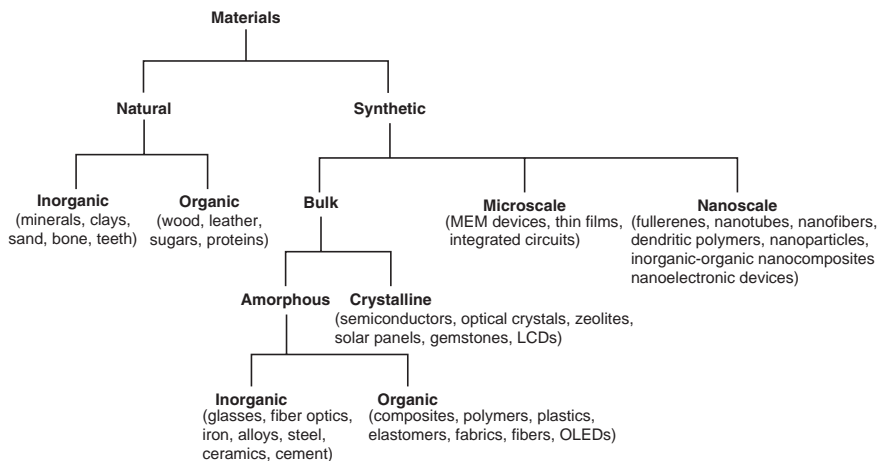 Materials
Natural
Synthetic
Inorganic
(minerals, clays,
sand, bone, teeth)
Organic
(wood, leather,
sugars, proteins)
Bulk
Microscale
(MEM devices, thin films,
integrated circuits)
Nanoscale
(fullerenes, nanotubes, nanofibers,
dendritic polymers, nanoparticles,
inorganic-organic nanocomposites
nanoelectronic devices)
Amorphous
Crystalline
(semiconductors, optical crystals, zeolites,
solar panels, gemstones, LCDs)
Inorganic
(glasses, fiber optics,
iron, alloys, steel,
ceramics, cement)
Organic
(composites, polymers, plastics,
elastomers, fabrics, fibers, OLEDs)